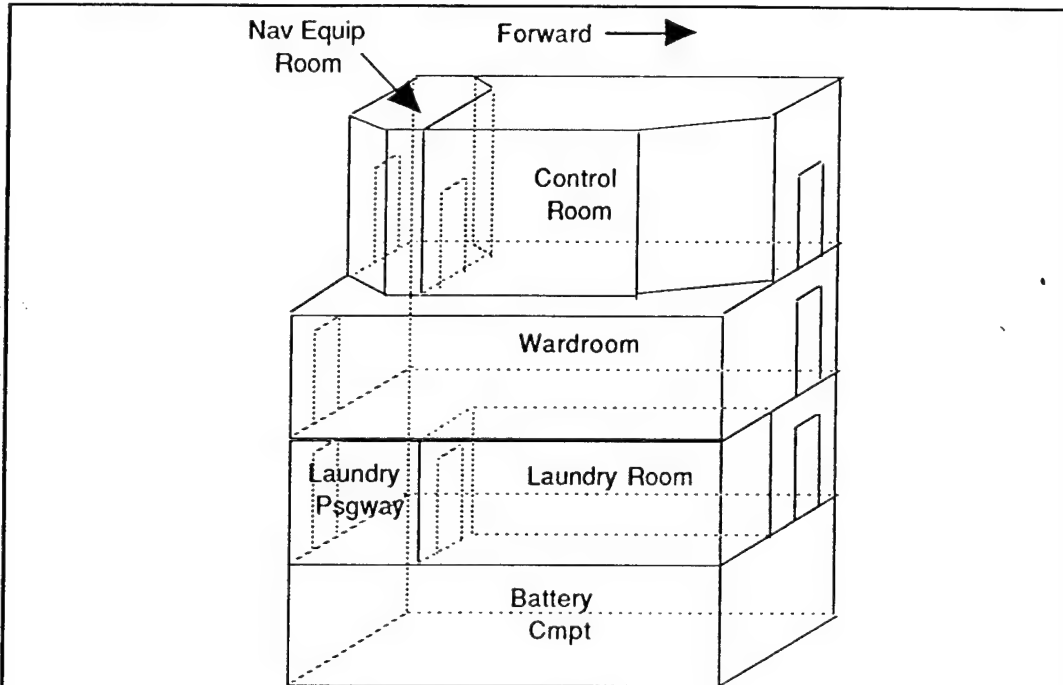 Nav Equip
Room
Forward
Control
Room
Wardroom
Laundry
Psgway
Laundry Room
Battery
Cmpt